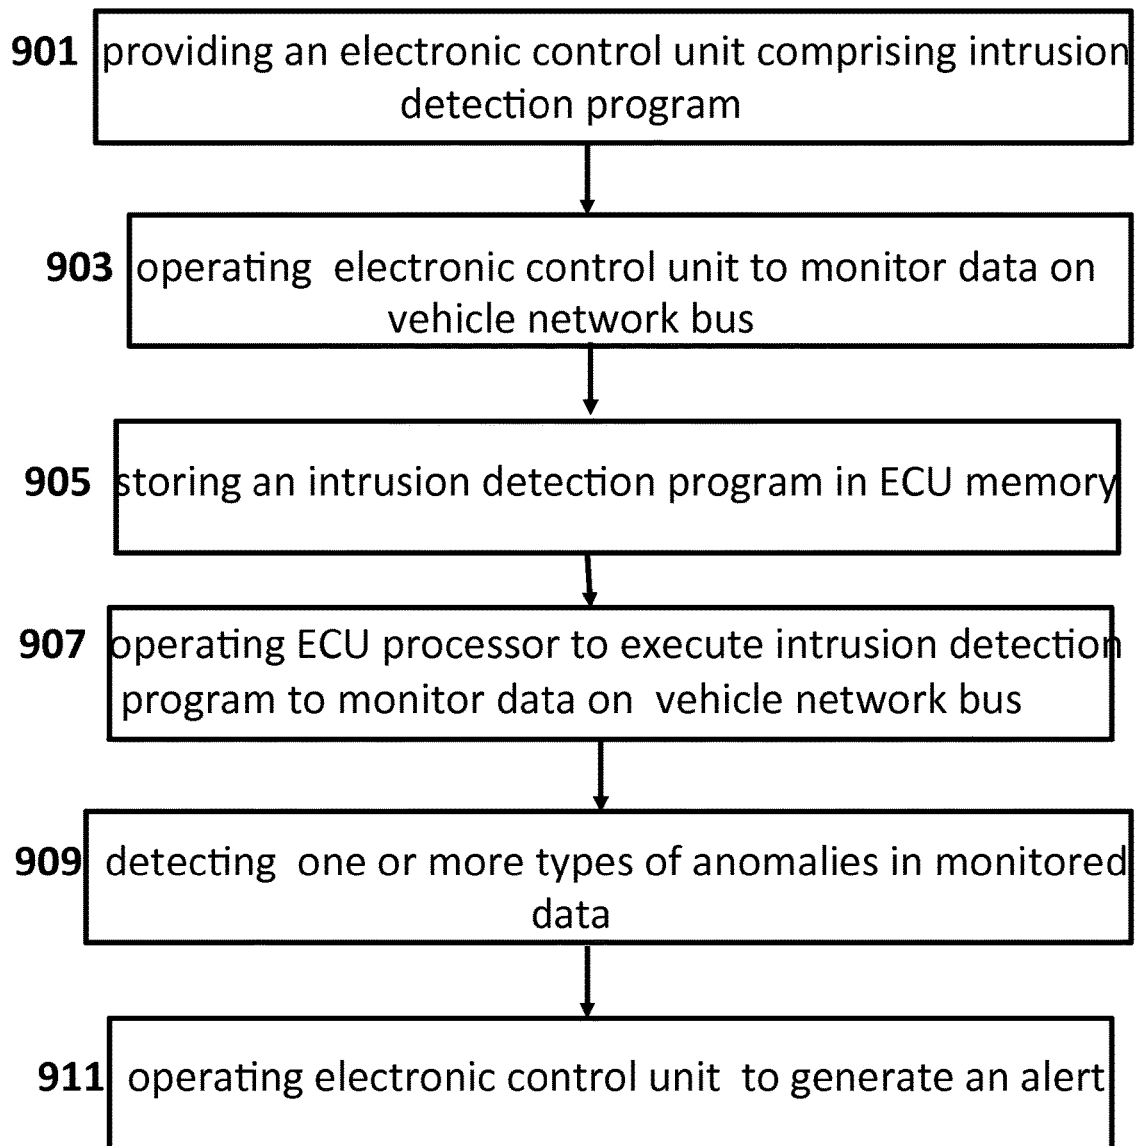 901 providing an electronic control unit comprising intrusion
detection program
903 operating electronic control unit to monitor data on
vehicle network bus
905 storing an intrusion detection program in ECU memory
907 operating ECU processor to execute intrusion detection
program to monitor data on vehicle network bus
909 detecting one or more types of anomalies in monitored
data
911 operating electronic control unit to generate an alert